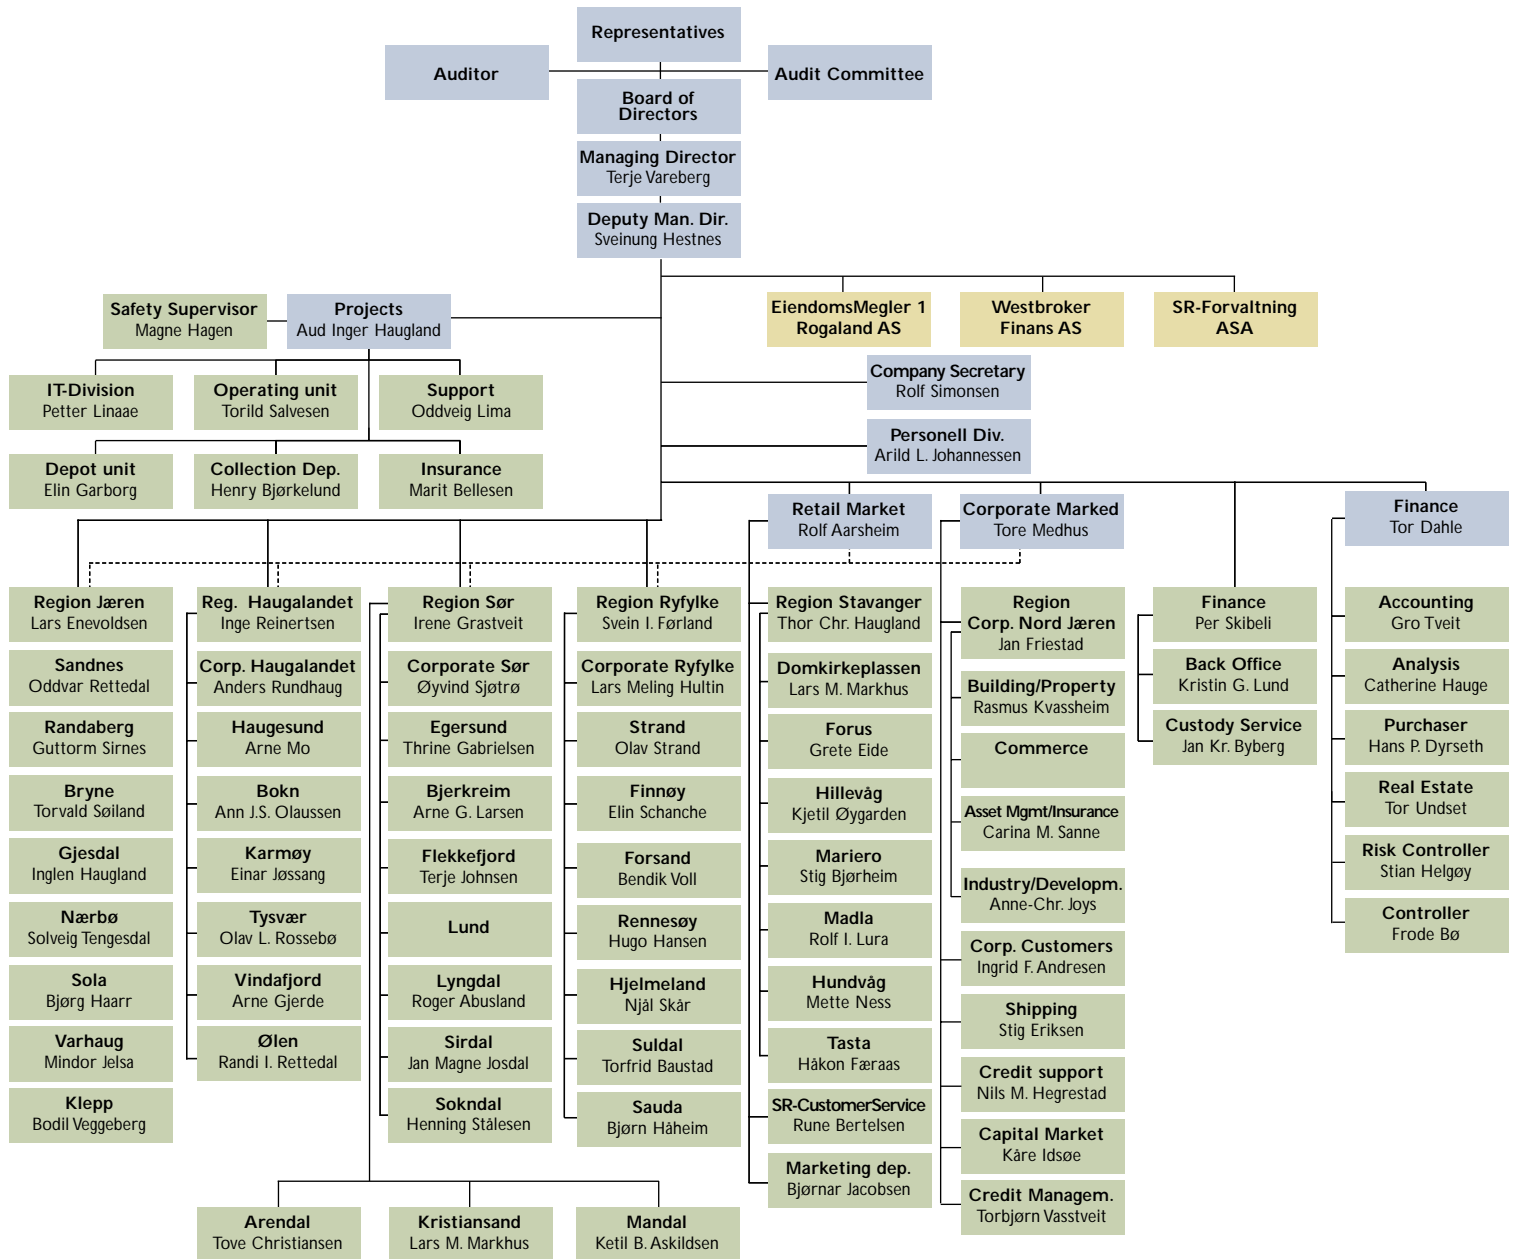 Representatives
Auditor
Audit Committee
Board of
Directors
Managing Director
Terje Vareberg
Deputy Man. Dir.
Sveinung Hestnes
Safety Supervisor
Magne Hagen
Projects
Aud Inger Haugland
EiendomsMegler 1
Rogaland AS
Westbroker
Finans AS
SR-Forvaltning
ASA
IT-Division
Petter Linaae
Operating unit
Torild Salvesen
Support
Oddveig Lima
Company Secretary
Rolf Simonsen
Depot unit
Elin Garborg
Collection Dep.
Henry Bjørkelund
Insurance
Marit Bellesen
Personell Div.
Arild L. Johannessen
Retail Market
Rolf Aarsheim
Corporate Marked
Tore Medhus
Finance
Tor Dahle
Region Jæren
Lars Enevoldsen
Sandnes
Oddvar Rettedal
Randaberg
Guttorm Sirnes
Bryne
Torvald Søiland
Gjesdal
Inglen Haugland
Nærbø
Solveig Tengesdal
Sola
Bjørg Haarr
Varhaug
Mindor Jelsa
Klepp
Bodil Veggeberg
Reg. Haugalandet
Inge Reinertsen
Corp. Haugalandet
Anders Rundhaug
Haugesund
Arne Mo
Bokn
Ann J.S. Olaussen
Karmøy
Einar Jøssang
Tysvær
Olav L. Rossebø
Vindafjord
Arne Gjerde
Ølen
Randi I. Rettedal
Region Sør
Irene Grastveit
Corporate Sør
Øyvind Sjøtrø
Egersund
Thrine Gabrielsen
Bjerkreim
Arne G. Larsen
Flekkefjord
Terje Johnsen
Lund
Lyngdal
Roger Abusland
Sirdal
Jan Magne Josdal
Sokndal
Henning Stålesen
Region Ryfylke
Svein I. Førland
Corporate Ryfylke
Lars Meling Hultin
Strand
Olav Strand
Finnøy
Elin Schanche
Forsand
Bendik Voll
Rennesøy
Hugo Hansen
Hjelmeland
Njål Skår
Suldal
Torfrid Baustad
Sauda
Bjørn Håheim
Region Stavanger
Thor Chr. Haugland
Domkirkeplassen
Lars M. Markhus
Forus
Grete Eide
Hillevåg
Kjetil Øygarden
Mariero
Stig Bjørheim
Madla
Rolf I. Lura
Hundvåg
Mette Ness
Tasta
Håkon Færaas
SR-CustomerService
Rune Bertelsen
Marketing dep.
Bjørnar Jacobsen
Region
Corp. Nord Jæren
Jan Friestad
Building/Property
Rasmus Kvassheim
Commerce
Asset Mgmt/Insurance
Carina M. Sanne
Industry/Developm.
Anne-Chr. Joys
Corp. Customers
Ingrid F. Andresen
Shipping
Stig Eriksen
Credit support
Nils M. Hegrestad
Capital Market
Kåre Idsøe
Credit Managem.
Torbjørn Vasstveit
Finance
Per Skibeli
Back Office
Kristin G. Lund
Custody Service
Jan Kr. Byberg
Accounting
Gro Tveit
Analysis
Catherine Hauge
Purchaser
Hans P. Dyrseth
Real Estate
Tor Undset
Risk Controller
Stian Helgøy
Controller
Frode Bø
Arendal
Tove Christiansen
Kristiansand
Lars M. Markhus
Mandal
Ketil B. Askildsen